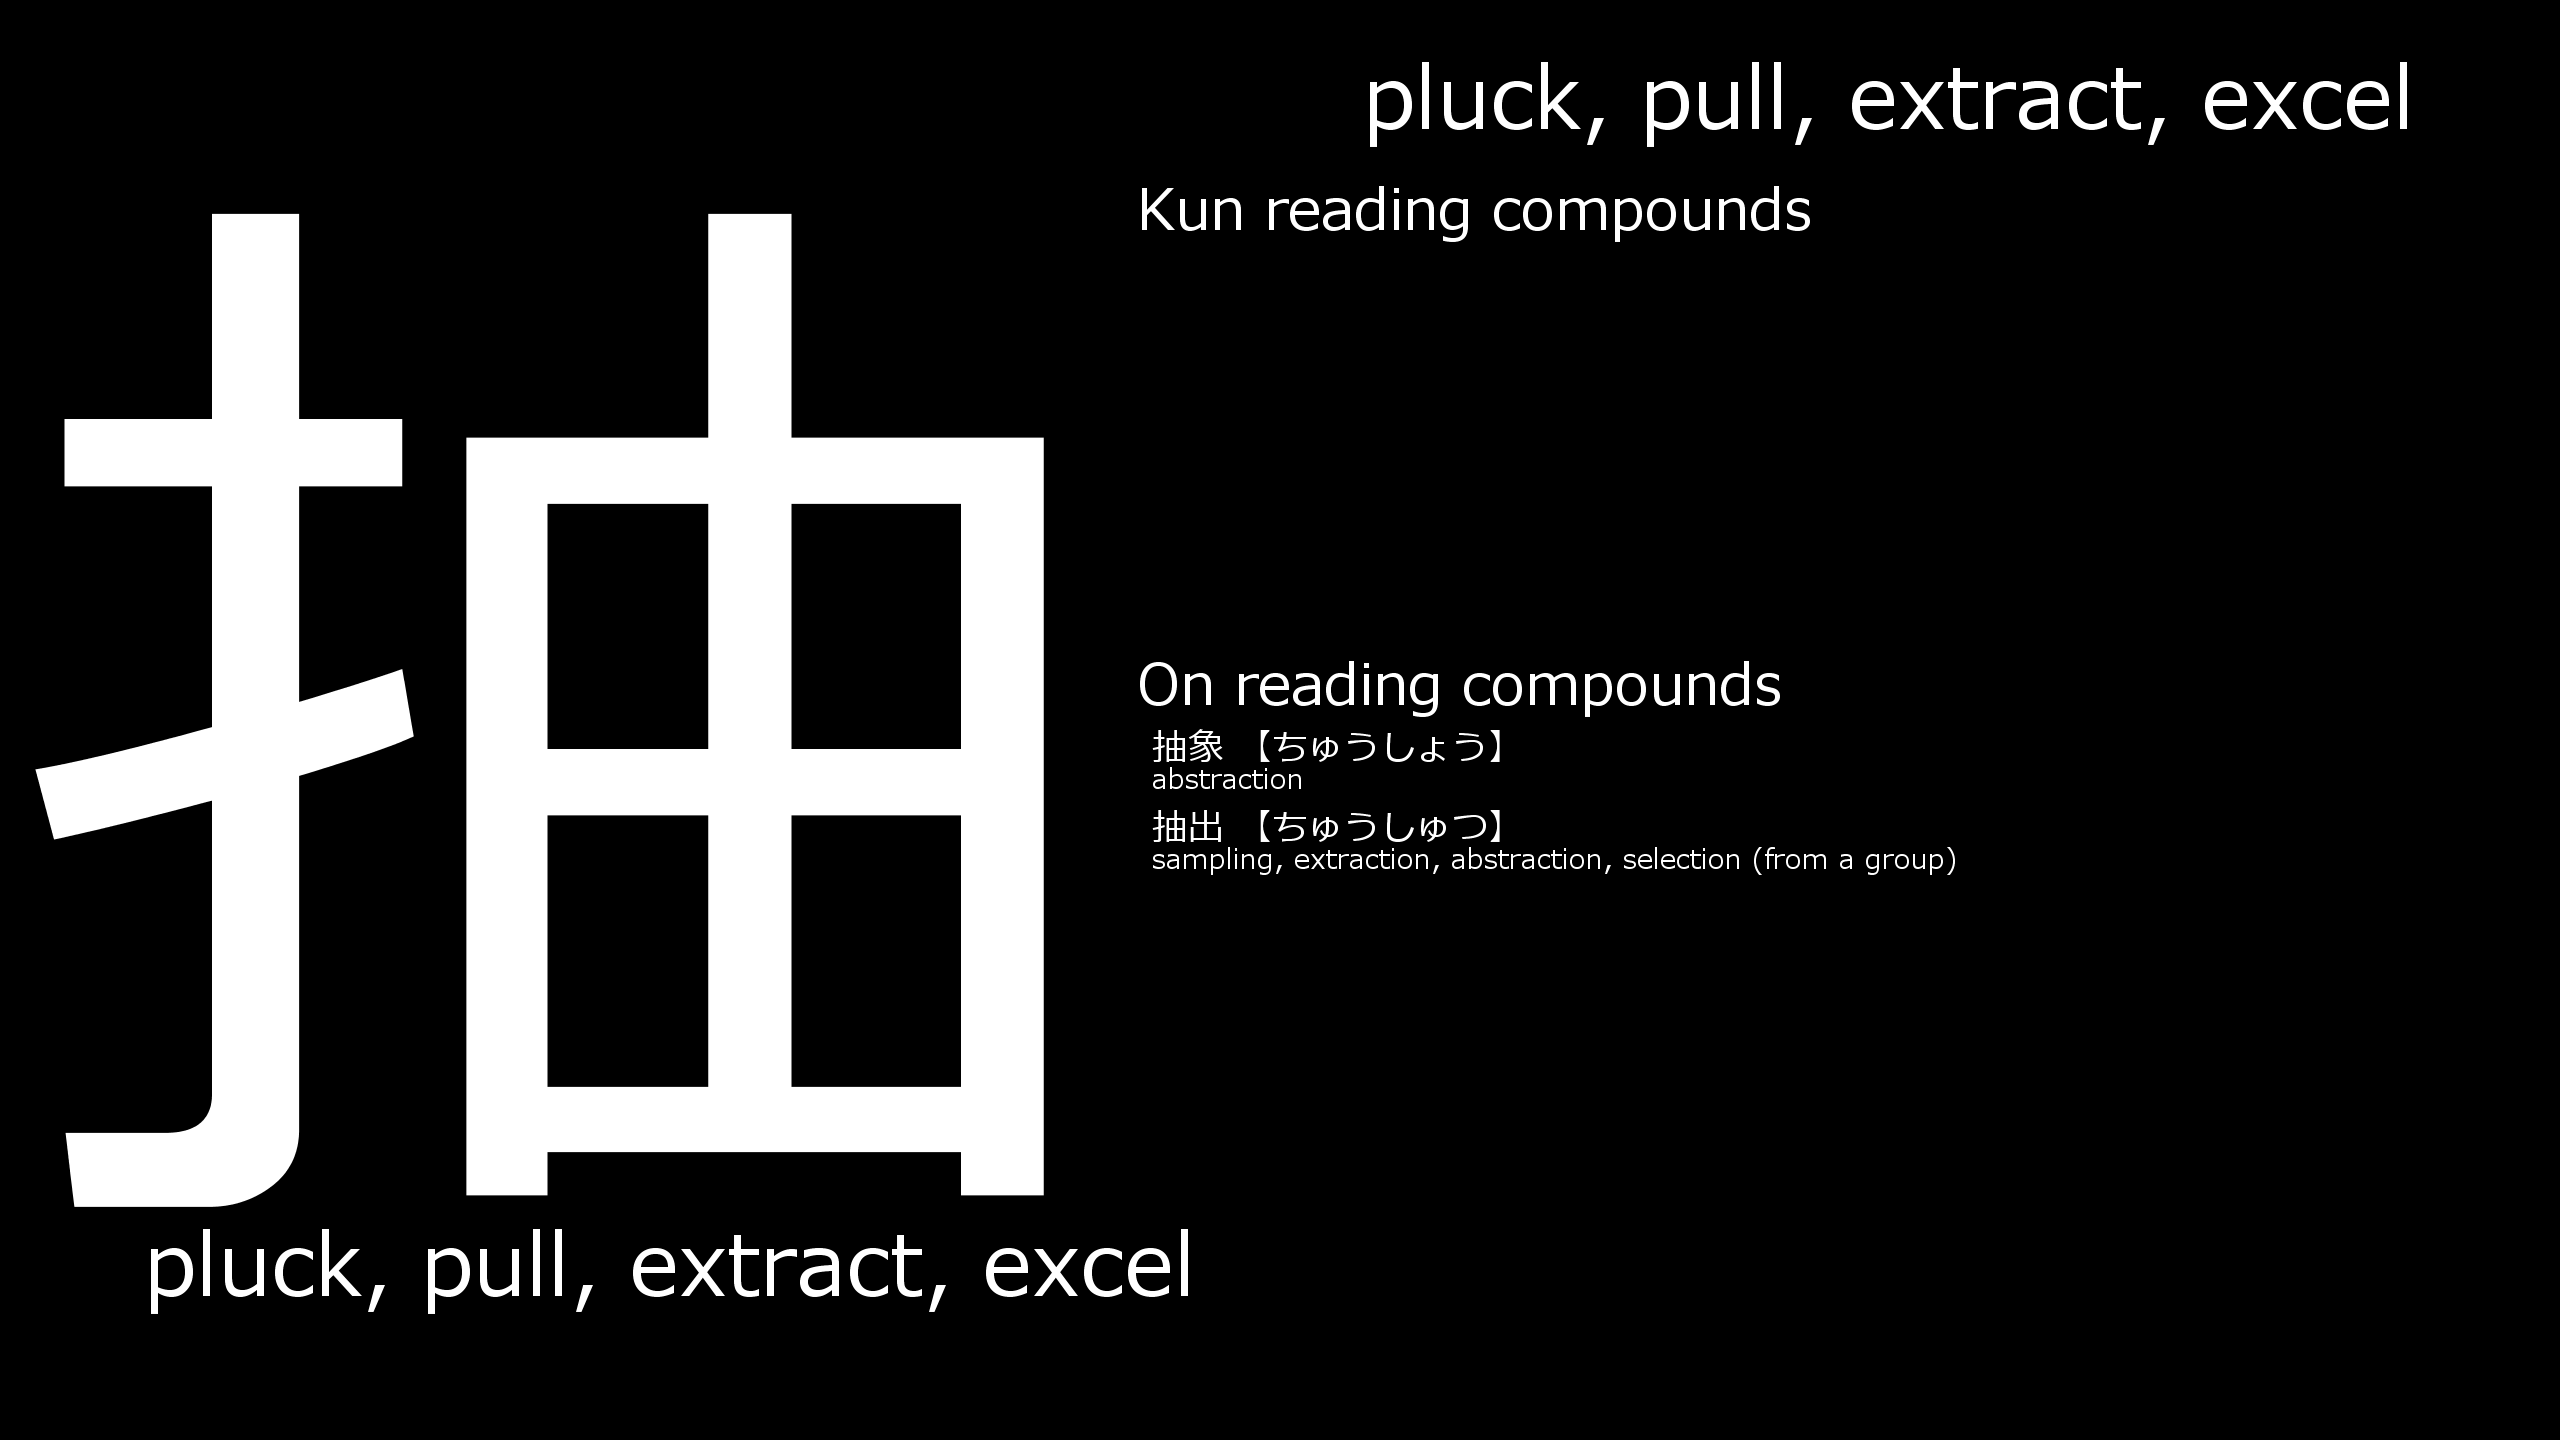 抽
pluck, pull, extract, excel
pluck, pull, extract, excel
Kun reading compounds
On reading compounds
抽象 【ちゅうしょう】
abstraction
抽出 【ちゅうしゅつ】
sampling, extraction, abstraction, selection (from a group)